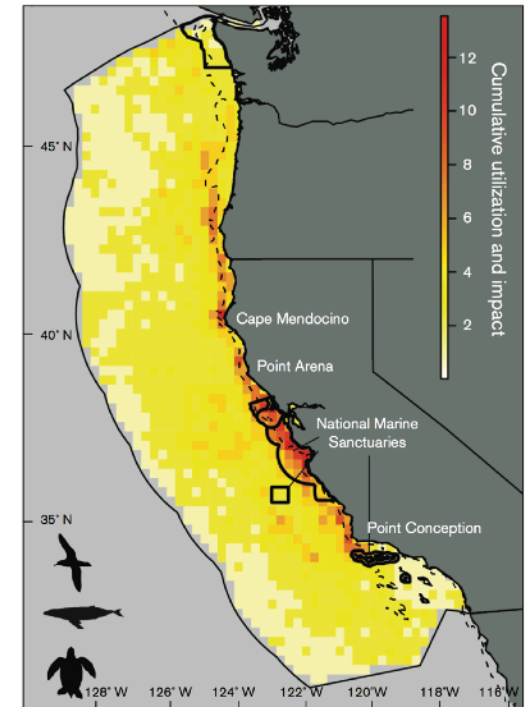 12
10
8
6
4
2
Cumulative utilization and impact
45° N
40° N
35° N
Cape Mendocino
Point Arena
National Marine
Sanctuaries
Point Conception
128° W 126° W 124° W 122° W 120° W 118° W 116° W